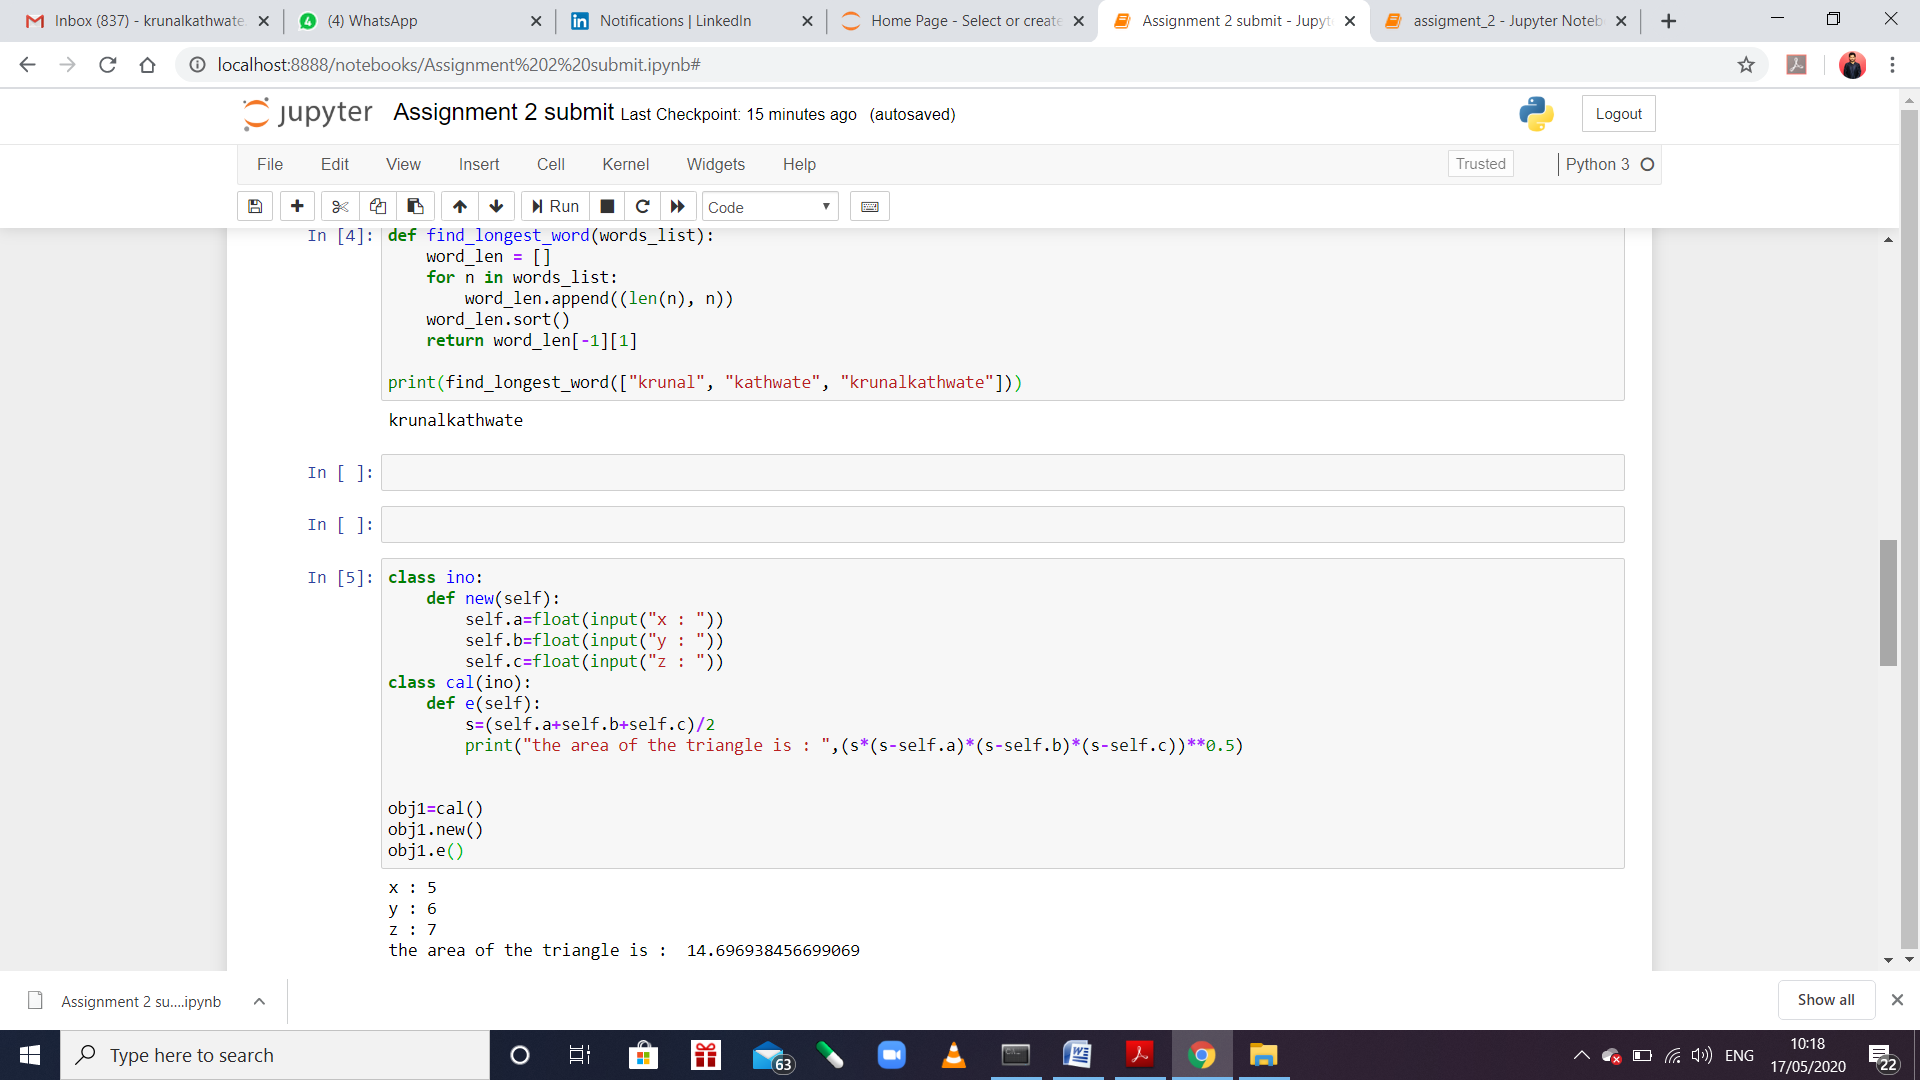 Inbox (837) - krunalkathwate
(4) WhatsApp
Notifications | LinkedIn
Home Page - Select or create
Assignment 2 submit - Jupyt
assigment_2 - Jupyter Noteb
localhost:8888/notebooks/Assignment%202%20submit.ipynb#
jupyter Assignment 2 submit Last Checkpoint: 15 minutes ago (autosaved)
Logout
File Edit View Insert Cell Kernel Widgets Help
Trusted
Python 3
Run
Code
In [4]: def find_longest_word(words_list):
    word_len = []
    for n in words_list:
        word_len.append((len(n), n))
    word_len.sort()
    return word_len[-1][1]
print(find_longest_word(["krunal", "kathwate", "krunalkathwate"]))
krunalkathwate
In [ ]:
In [ ]:
In [5]: class ino:
    def new(self):
        self.a=float(input("x : "))
        self.b=float(input("y : "))
        self.c=float(input("z : "))
class cal(ino):
    def e(self):
        s=(self.a+self.b+self.c)/2
        print("the area of the triangle is : ",(s*(s-self.a)*(s-self.b)*(s-self.c))**0.5)
obj1=cal()
obj1.new()
obj1.e()
x : 5
y : 6
z : 7
the area of the triangle is :  14.696938456699069
Assignment 2 su....ipynb
Show all
Type here to search
63
ENG
10:18
17/05/2020
22